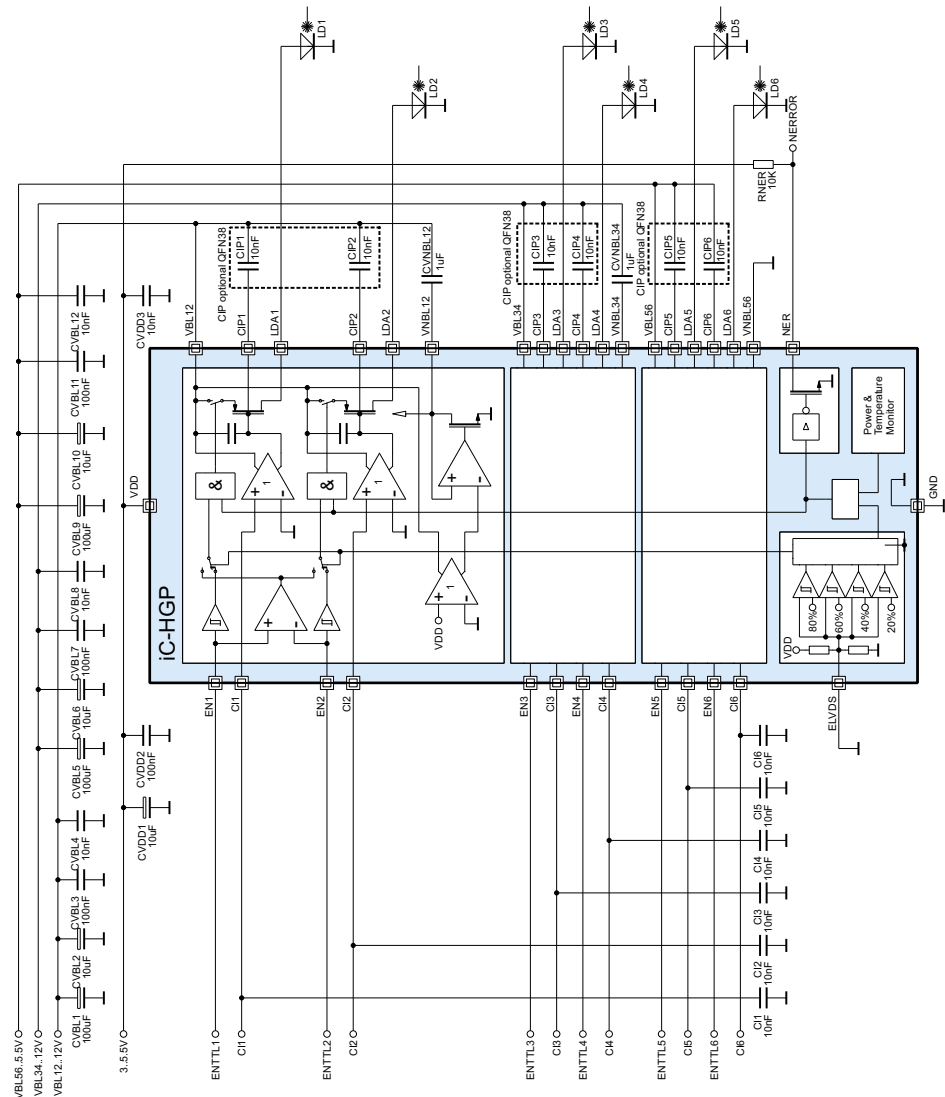 VBL56..5.5V
VBL34..12V
VBL12..12V
CVBL1
100uF
CVBL2
10uF
CVBL3
100nF
CVBL4
10nF
CVBL5
100uF
CVBL6
10uF
CVBL7
100nF
CVBL8
10nF
CVBL9
100uF
CVBL10
10uF
CVBL11
100nF
CVBL12
10nF
3..5.5V
CVDD1
10uF
CVDD2
100nF
CVDD3
10nF
VDD
iC-HGP
ENTTL1
CI1
ENTTL2
CI2
ENTTL3
CI3
ENTTL4
CI4
ENTTL5
CI5
ENTTL6
CI6
CI1
10nF
CI2
10nF
CI3
10nF
CI4
10nF
CI5
10nF
CI6
10nF
EN1
CI1
EN2
CI2
EN3
CI3
EN4
CI4
EN5
CI5
EN6
CI6
ELVDS
&
+
1
-
&
+
1
-
+
-
VDD
+
1
-
VDD
80%
60%
40%
20%
Power &
Temperature
Monitor
GND
VBL12
CIP1
LDA1
CIP2
LDA2
VNBL12
VBL34
CIP3
LDA3
CIP4
LDA4
VNBL34
VBL56
CIP5
LDA5
CIP6
LDA6
VNBL56
NER
CIP optional QFN38
CIP1
10nF
CIP2
10nF
CVNBL12
1uF
CIP optional QFN38
CIP3
10nF
CIP4
10nF
CVNBL34
1uF
CIP optional QFN38
CIP5
10nF
CIP6
10nF
RNER
10K
NERROR
LD1
LD2
LD3
LD4
LD5
LD6